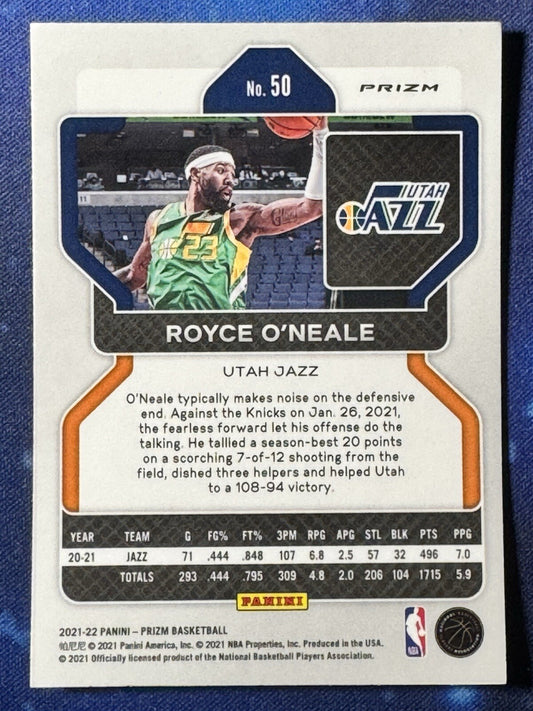 No. 50
PRIZM
11
23
UTAH
JAZZ
ROYCE O'NEALE
UTAH JAZZ
O'Neale typically makes noise on the defensive
end. Against the Knicks on Jan. 26, 2021,
the fearless forward let his offense do the
talking. He tallied a season-best 20 points
on a scorching 7-of-12 shooting from the
field, dished three helpers and helped Utah
to a 108-94 victory.
YEAR TEAM G FG% FT% 3PM RPG APG STL BLK PTS PPG
20-21 JAZZ 71 .444 .848 107 6.8 2.5 57 32 496 7.0
TOTALS 293 .444 .795 309 4.8 2.0 206 104 1715 5.9
PANINI
2021-22 PANINI – PRIZM BASKETBALL
帕尼尼 © 2021 Panini America, Inc. © 2021 NBA Properties, Inc. Produced in the USA.
© 2021 Officially licensed product of the National Basketball Players Association.
NBA